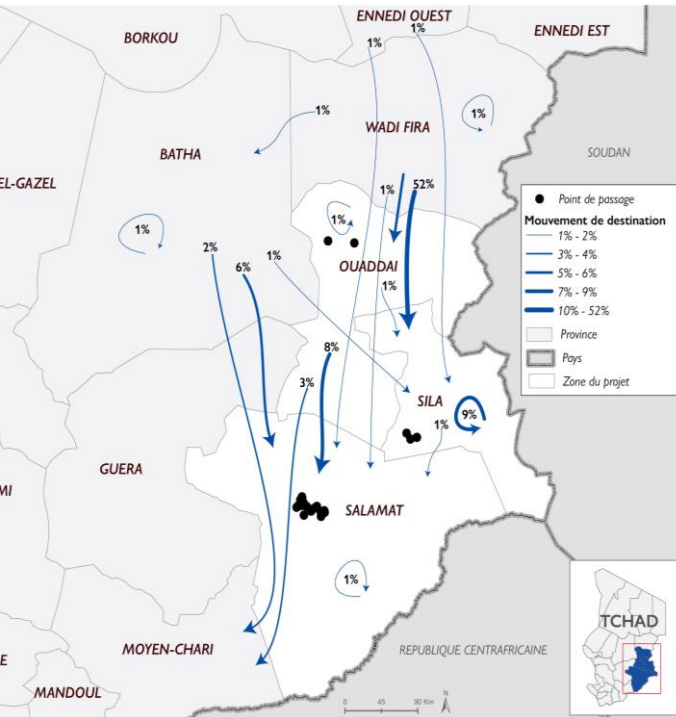 ENNEDI OUEST
ENNEDI EST
BORKOU
1%
1%
1%
1%
WADI FIRA
BATHA
SOUDAN
EL-GAZEL
1%
52%
1%
1%
OUADDAI
2%
6%
1%
1%
8%
3%
SILA
9%
1%
GUERA
MI
SALAMAT
1%
MOYEN-CHARI
E
MANDOUL
REPUBLIQUE CENTRAFRICAINE
Point de passage
Mouvement de destination
1% - 2%
3% - 4%
5% - 6%
7% - 9%
10% - 52%
Province
Pays
Zone du projet
TCHAD
0 45 90 Km
N